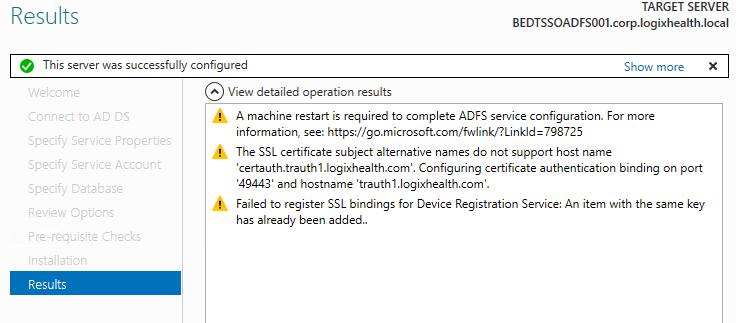 Results
TARGET SERVER
BEDTSSOADFS001.corp.logixhealth.local
This server was successfully configured
Show more
Welcome
Connect to AD DS
Specify Service Properties
Specify Service Account
Specify Database
Review Options
Pre-requisite Checks
Installation
Results
View detailed operation results
A machine restart is required to complete ADFS service configuration. For more
information, see: https://go.microsoft.com/fwlink/?LinkId=798725
The SSL certificate subject alternative names do not support host name
'certauth.trauth1.logixhealth.com'. Configuring certificate authentication binding on port
'49443' and hostname 'trauth1.logixhealth.com'.
Failed to register SSL bindings for Device Registration Service: An item with the same key
has already been added..